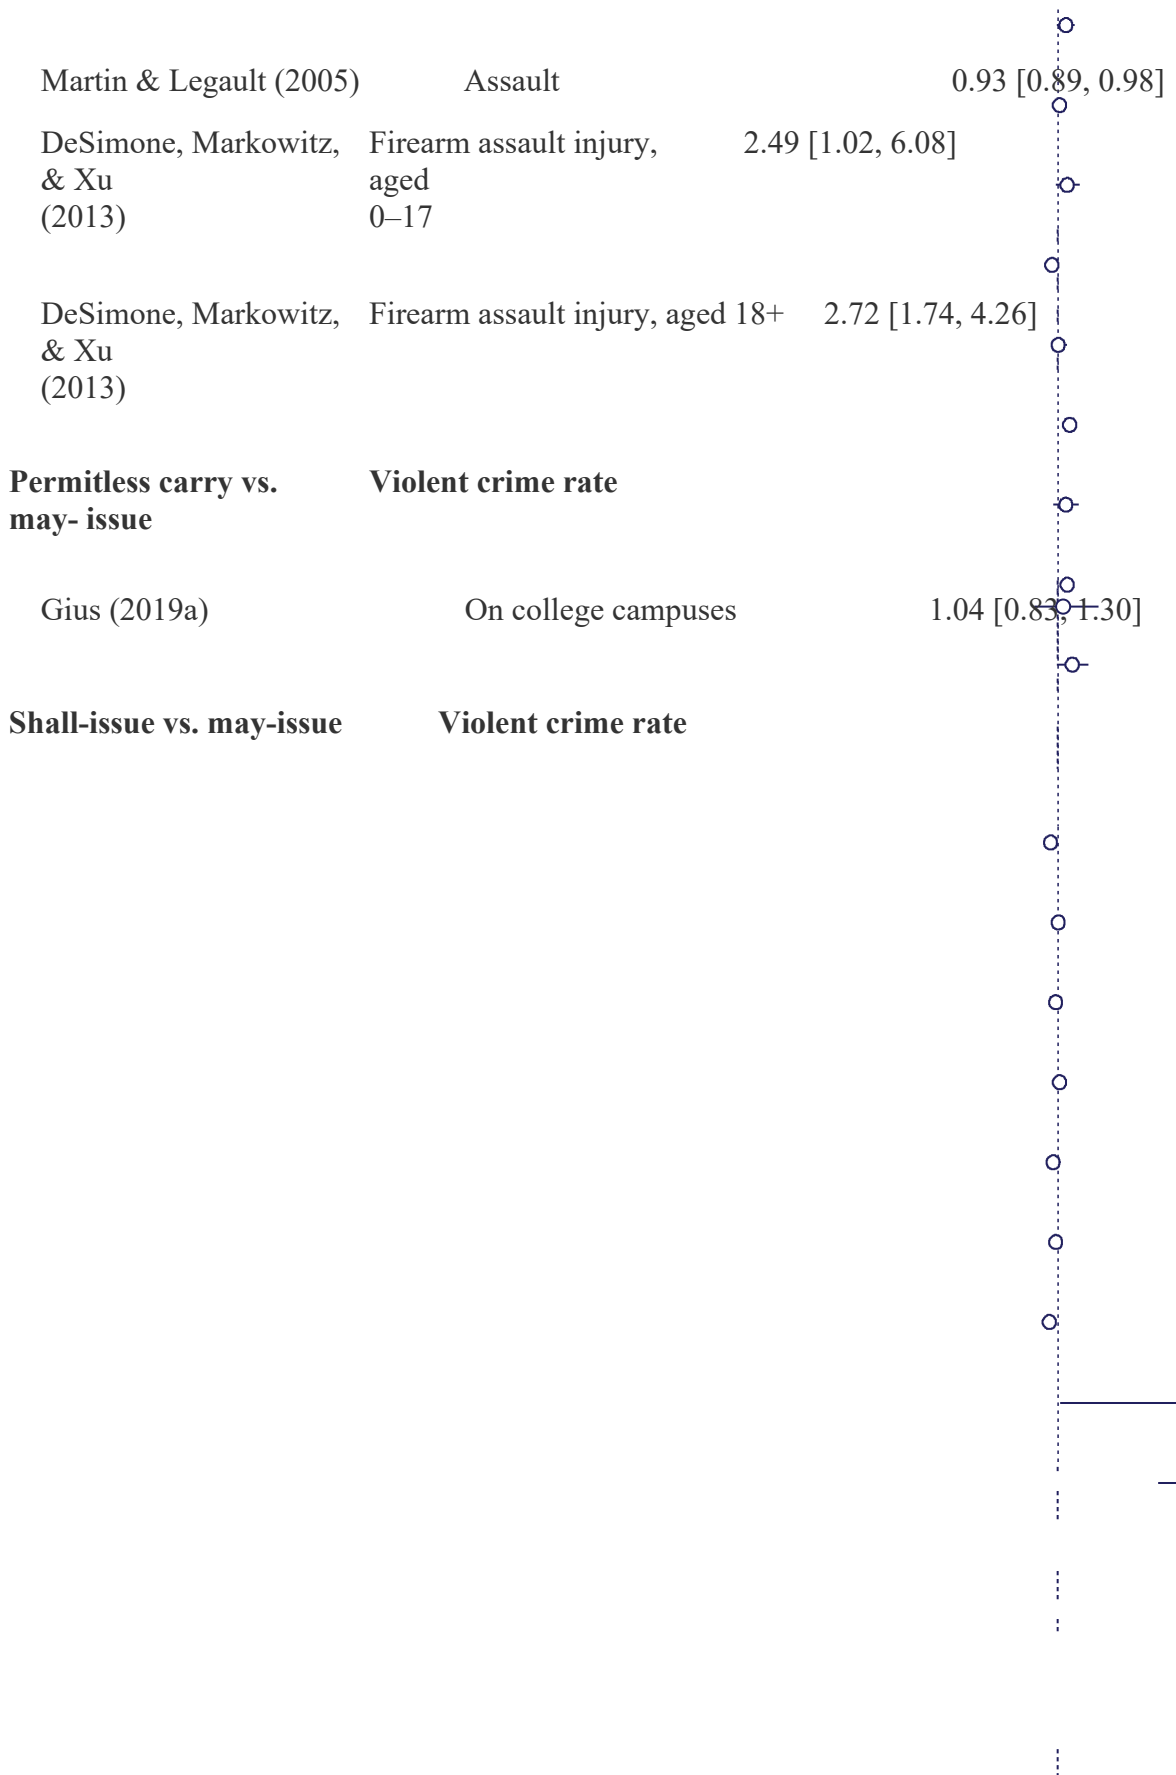 Martin & Legault (2005) Assault 0.93 [0.89, 0.98]
DeSimone, Markowitz, Firearm assault injury, 2.49 [1.02, 6.08]
& Xu aged
(2013) 0–17
DeSimone, Markowitz, Firearm assault injury, aged 18+ 2.72 [1.74, 4.26]
& Xu
(2013)
Permitless carry vs. Violent crime rate
may- issue
Gius (2019a) On college campuses 1.04 [0.83, 1.30]
Shall-issue vs. may-issue Violent crime rate